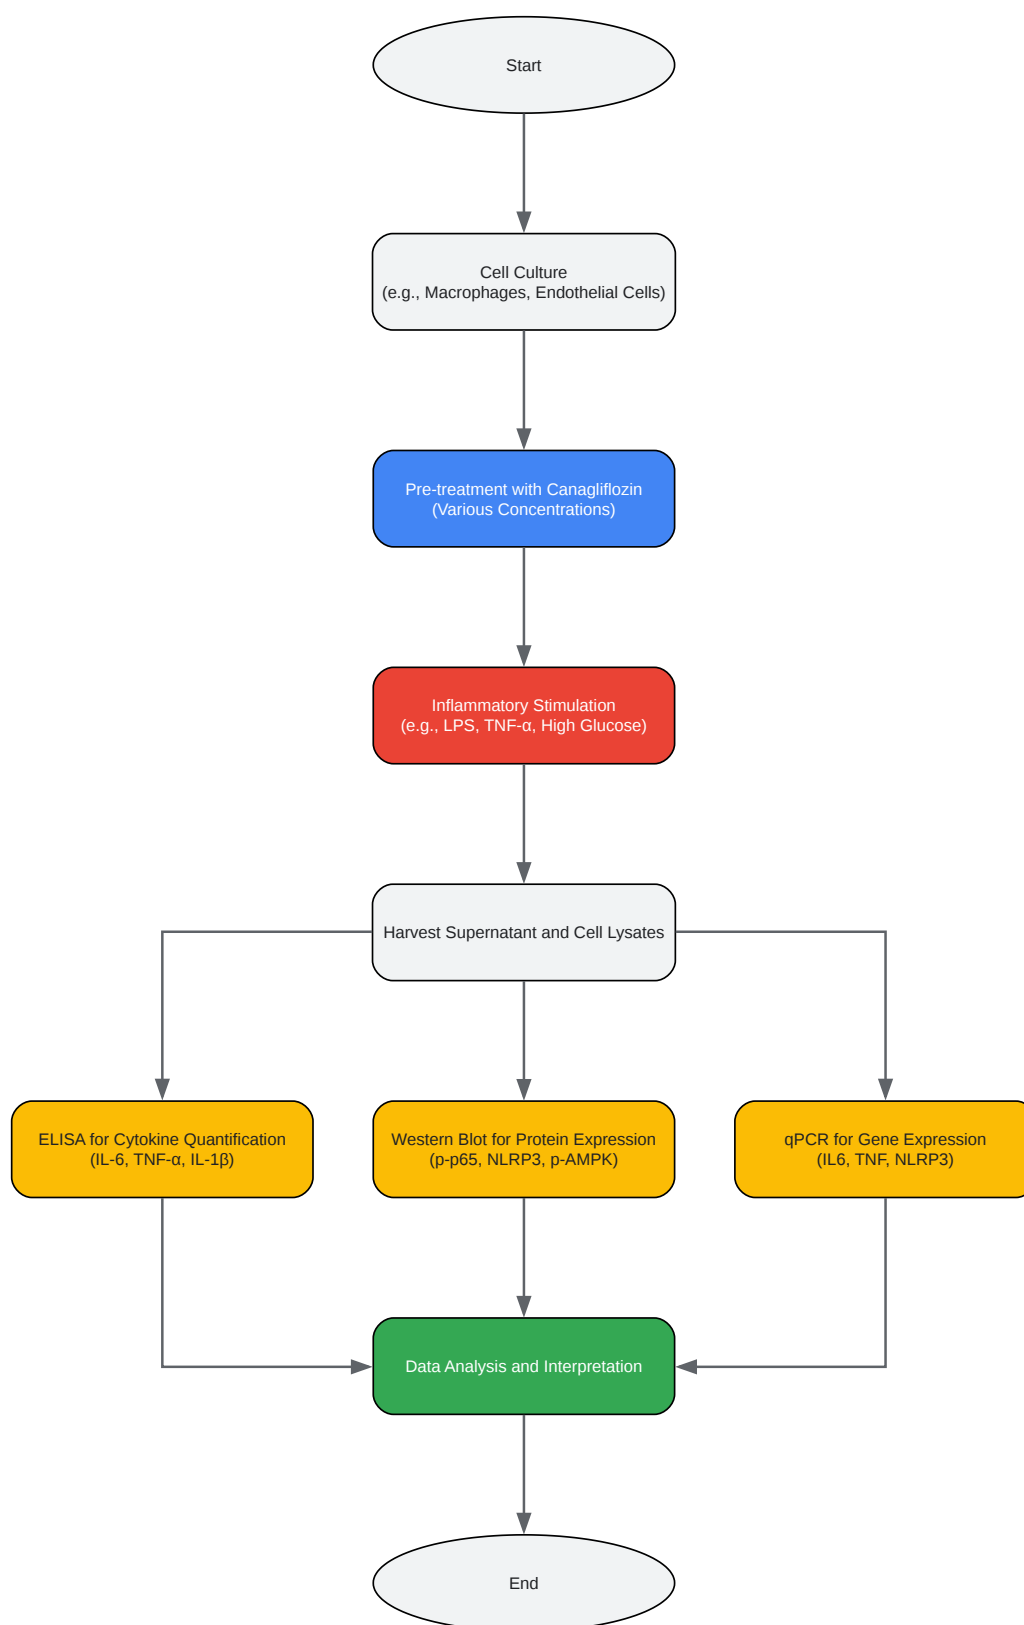 Start
Cell Culture
(e.g., Macrophages, Endothelial Cells)
Pre-treatment with Canagliflozin
(Various Concentrations)
Inflammatory Stimulation
(e.g., LPS, TNF-α, High Glucose)
Harvest Supernatant and Cell Lysates
ELISA for Cytokine Quantification
(IL-6, TNF-α, IL-1β)
Western Blot for Protein Expression
(p-p65, NLRP3, p-AMPK)
qPCR for Gene Expression
(IL6, TNF, NLRP3)
Data Analysis and Interpretation
End